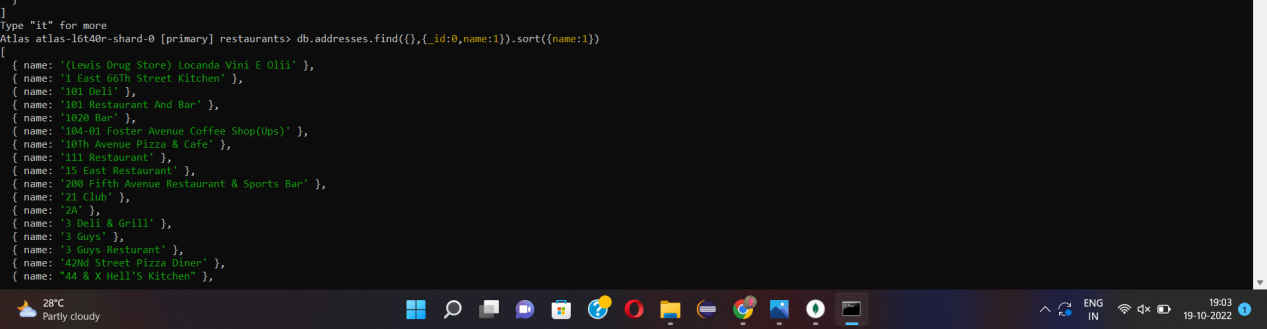 ]
Type "it" for more
Atlas atlas-l6t40r-shard-0 [primary] restaurants> db.addresses.find({},{_id:0,name:1}).sort({name:1})
[
  { name: '(Lewis Drug Store) Locanda Vini E Olii' },
  { name: '1 East 66Th Street Kitchen' },
  { name: '101 Deli' },
  { name: '101 Restaurant And Bar' },
  { name: '1020 Bar' },
  { name: '104-01 Foster Avenue Coffee Shop(Ups)' },
  { name: '10Th Avenue Pizza & Cafe' },
  { name: '111 Restaurant' },
  { name: '15 East Restaurant' },
  { name: '200 Fifth Avenue Restaurant & Sports Bar' },
  { name: '21 Club' },
  { name: '2A' },
  { name: '3 Deli & Grill' },
  { name: '3 Guys' },
  { name: '3 Guys Resturant' },
  { name: '42Nd Street Pizza Diner' },
  { name: "44 & X Hell'S Kitchen" },
28°C
Partly cloudy
ENG
IN
19:03
19-10-2022
1